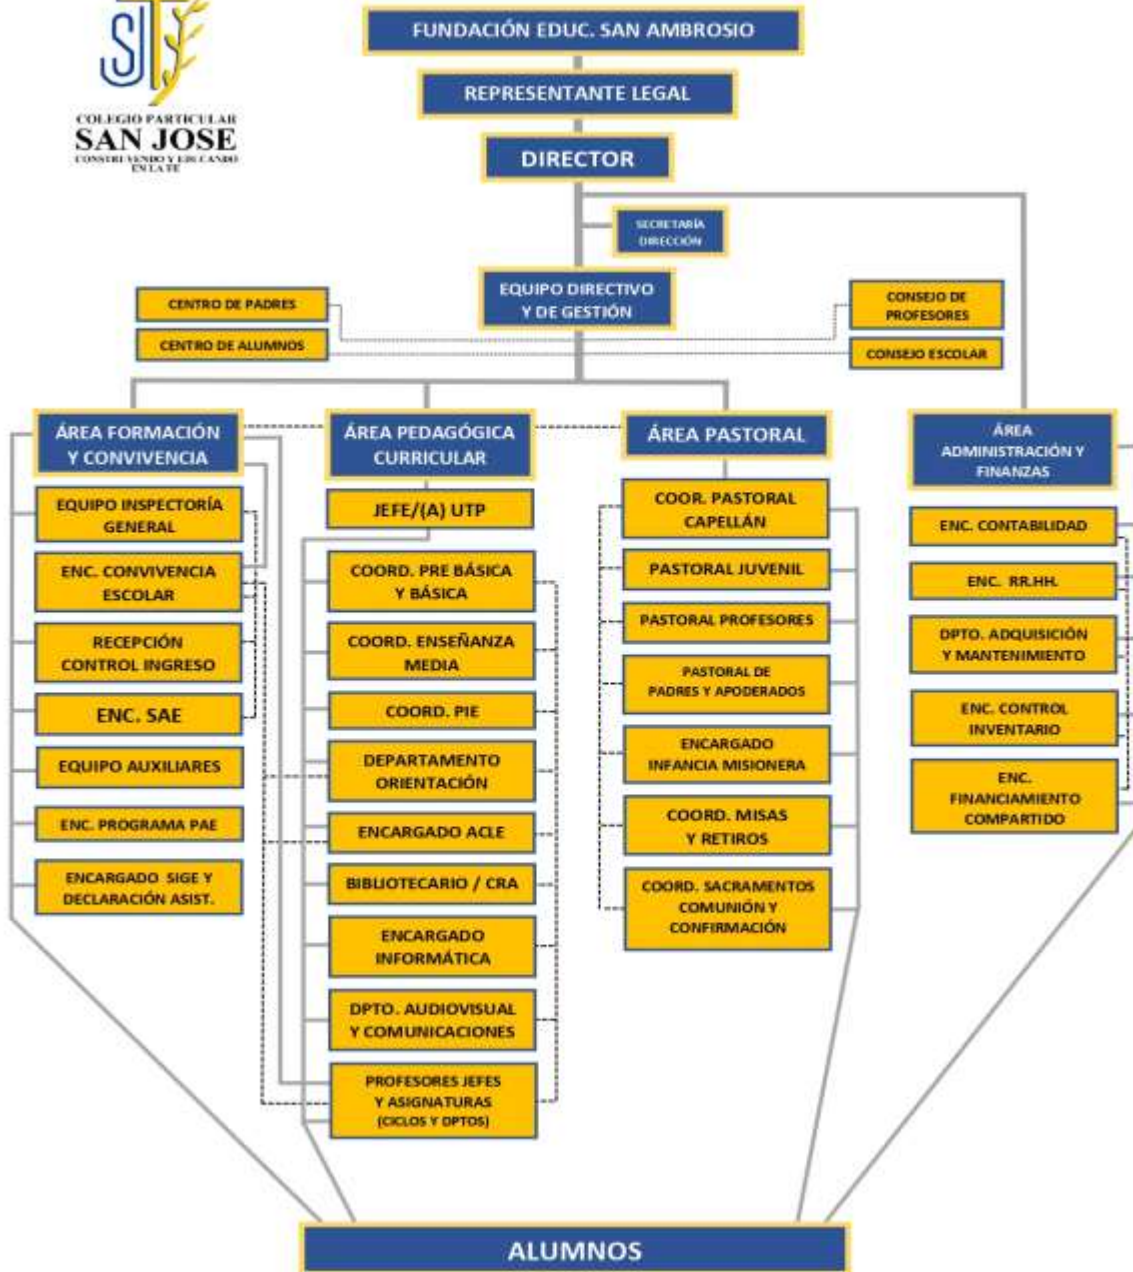 SJT
COLEGIO PARTICULAR
SAN JOSE
CONSTRUYENDO Y EDUCANDO
EN LA FE
FUNDACIÓN EDUC. SAN AMBROSIO
REPRESENTANTE LEGAL
DIRECTOR
SECRETARÍA
DIRECCIÓN
EQUIPO DIRECTIVO
Y DE GESTIÓN
CENTRO DE PADRES
CENTRO DE ALUMNOS
CONSEJO DE
PROFESORES
CONSEJO ESCOLAR
ÁREA FORMACIÓN
Y CONVIVENCIA
EQUIPO INSPECTORÍA
GENERAL
ENC. CONVIVENCIA
ESCOLAR
RECEPCIÓN
CONTROL INGRESO
ENC. SAE
EQUIPO AUXILIARES
ENC. PROGRAMA PAE
ENCARGADO SIGE Y
DECLARACIÓN ASIST.
ÁREA PEDAGÓGICA
CURRICULAR
JEFE/(A) UTP
COORD. PRE BÁSICA
Y BÁSICA
COORD. ENSEÑANZA
MEDIA
COORD. PIE
DEPARTAMENTO
ORIENTACIÓN
ENCARGADO ACLE
BIBLIOTECARIO / CRA
ENCARGADO
INFORMÁTICA
DPTO. AUDIOVISUAL
Y COMUNICACIONES
PROFESORES JEFES
Y ASIGNATURAS
(CICLOS Y DPTOS)
ÁREA PASTORAL
COOR. PASTORAL
CAPELLÁN
PASTORAL JUVENIL
PASTORAL PROFESORES
PASTORAL DE
PADRES Y APODERADOS
ENCARGADO
INFANCIA MISIONERA
COORD. MISAS
Y RETIROS
COORD. SACRAMENTOS
COMUNIÓN Y
CONFIRMACIÓN
ÁREA
ADMINISTRACIÓN Y
FINANZAS
ENC. CONTABILIDAD
ENC. RR.HH.
DPTO. ADQUISICIÓN
Y MANTENIMIENTO
ENC. CONTROL
INVENTARIO
ENC.
FINANCIAMIENTO
COMPARTIDO
ALUMNOS